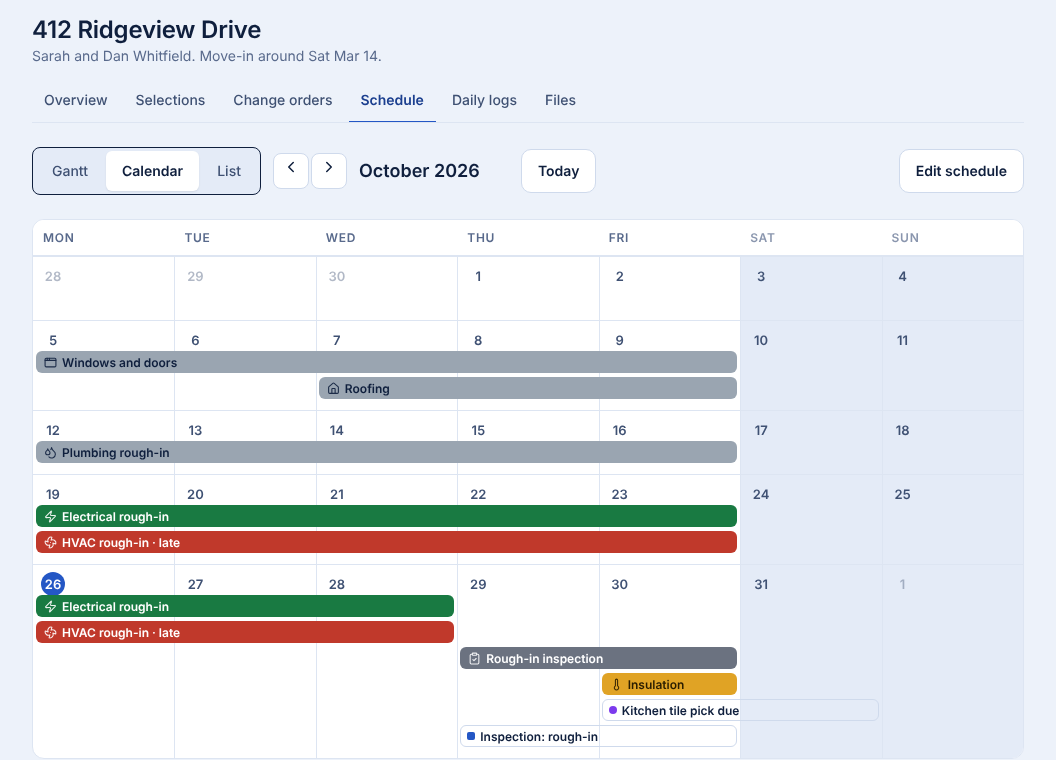 412 Ridgeview Drive
Sarah and Dan Whitfield. Move-in around Sat Mar 14.
Overview Selections Change orders Schedule Daily logs Files
Gantt Calendar List October 2026 Today Edit schedule
MON TUE WED THU FRI SAT SUN
28 29 30 1 2 3 4
5 6 7 8 9 10 11
Windows and doors
Roofing
12 13 14 15 16 17 18
Plumbing rough-in
19 20 21 22 23 24 25
Electrical rough-in
HVAC rough-in · late
26 27 28 29 30 31 1
Electrical rough-in
HVAC rough-in · late
Rough-in inspection
Insulation
Kitchen tile pick due
Inspection: rough-in